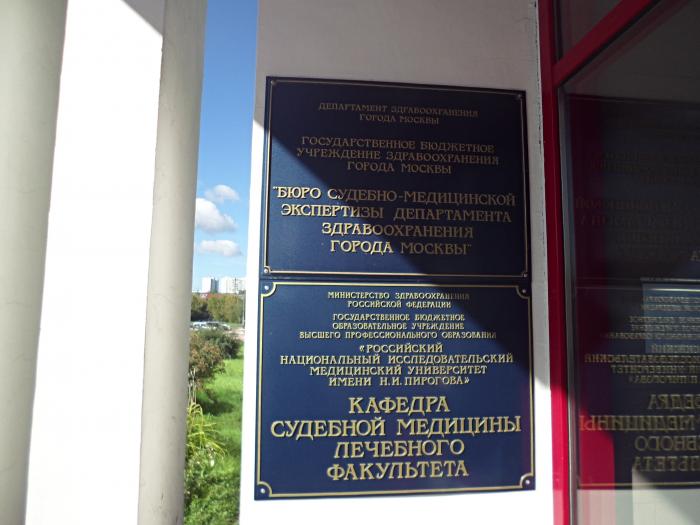 ДЕПАРТАМЕНТ ЗДРАВООХРАНЕНИЯ
ГОРОДА МОСКВЫ
ГОСУДАРСТВЕННОЕ БЮДЖЕТНОЕ
УЧРЕЖДЕНИЕ ЗДРАВООХРАНЕНИЯ
ГОРОДА МОСКВЫ
"БЮРО СУДЕБНО-МЕДИЦИНСКОЙ
ЭКСПЕРТИЗЫ ДЕПАРТАМЕНТА
ЗДРАВООХРАНЕНИЯ
ГОРОДА МОСКВЫ"
МИНИСТЕРСТВО ЗДРАВООХРАНЕНИЯ
РОССИЙСКОЙ ФЕДЕРАЦИИ
ГОСУДАРСТВЕННОЕ БЮДЖЕТНОЕ
ОБРАЗОВАТЕЛЬНОЕ УЧРЕЖДЕНИЕ
ВЫСШЕГО ПРОФЕССИОНАЛЬНОГО ОБРАЗОВАНИЯ
«РОССИЙСКИЙ
НАЦИОНАЛЬНЫЙ ИССЛЕДОВАТЕЛЬСКИЙ
МЕДИЦИНСКИЙ УНИВЕРСИТЕТ
ИМЕНИ Н.И. ПИРОГОВА»
КАФЕДРА
СУДЕБНОЙ МЕДИЦИНЫ
ЛЕЧЕБНОГО
ФАКУЛЬТЕТА